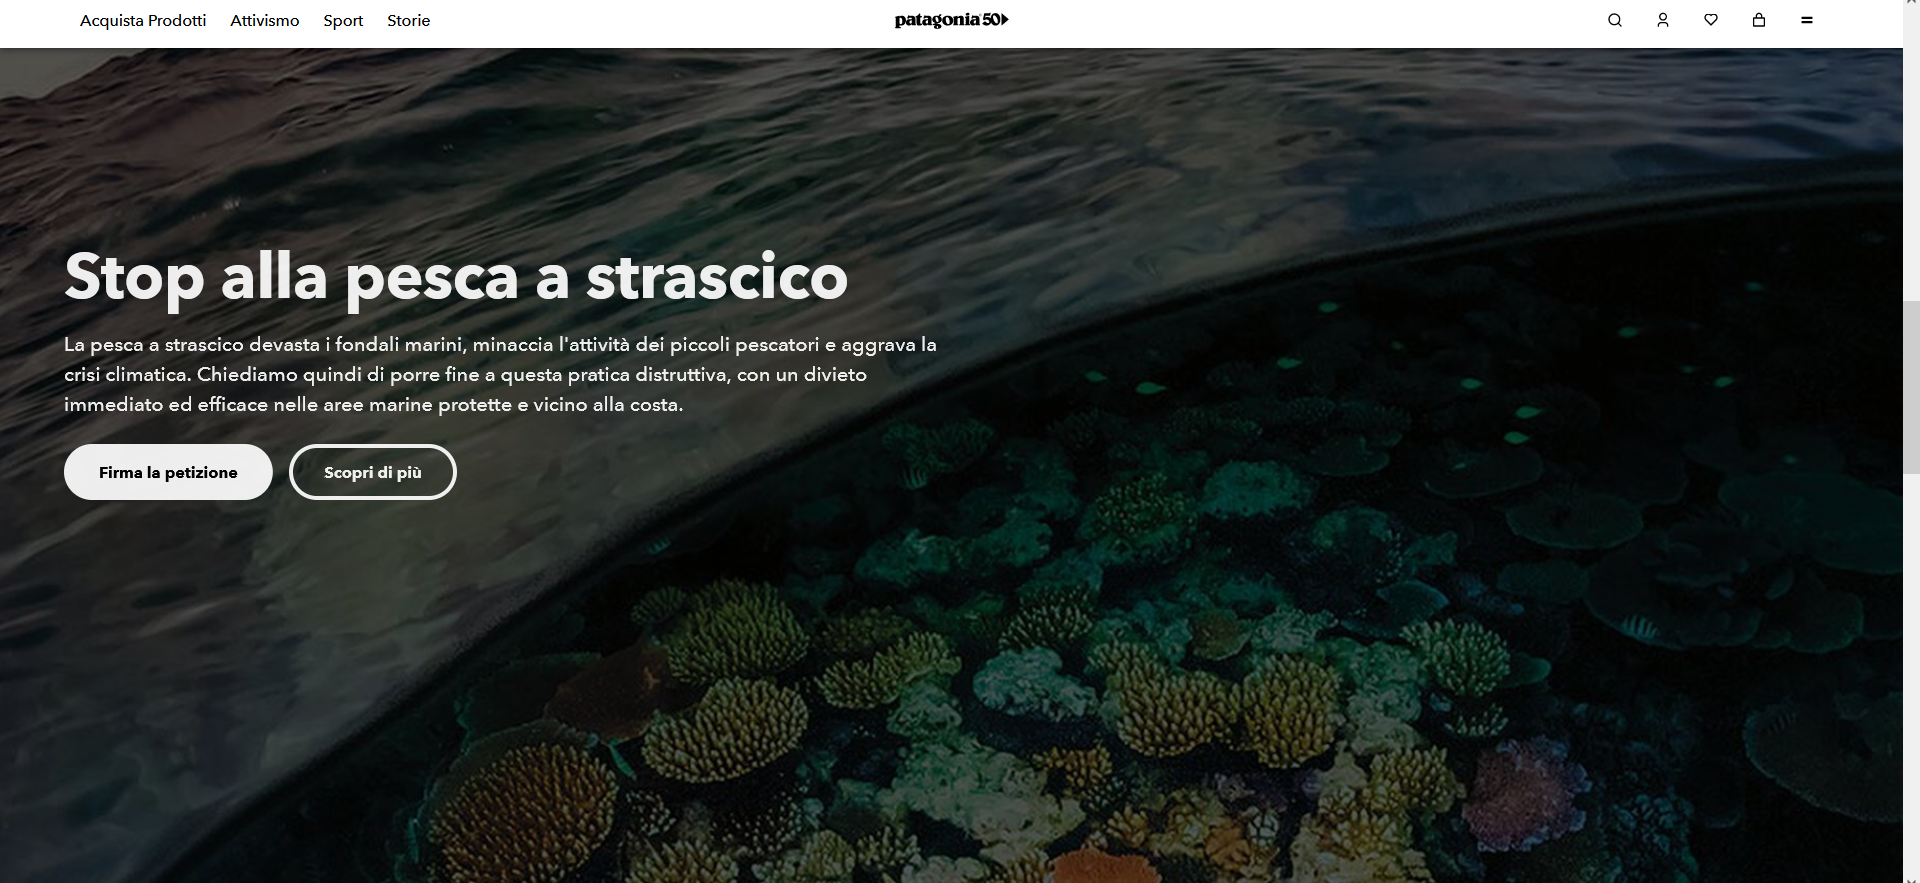 Acquista Prodotti Attivismo Sport Storie
patagonia 50
Stop alla pesca a strascico
La pesca a strascico devasta i fondali marini, minaccia l'attività dei piccoli pescatori e aggrava la
crisi climatica. Chiediamo quindi di porre fine a questa pratica distruttiva, con un divieto
immediato ed efficace nelle aree marine protette e vicino alla costa.
Firma la petizione Scopri di più